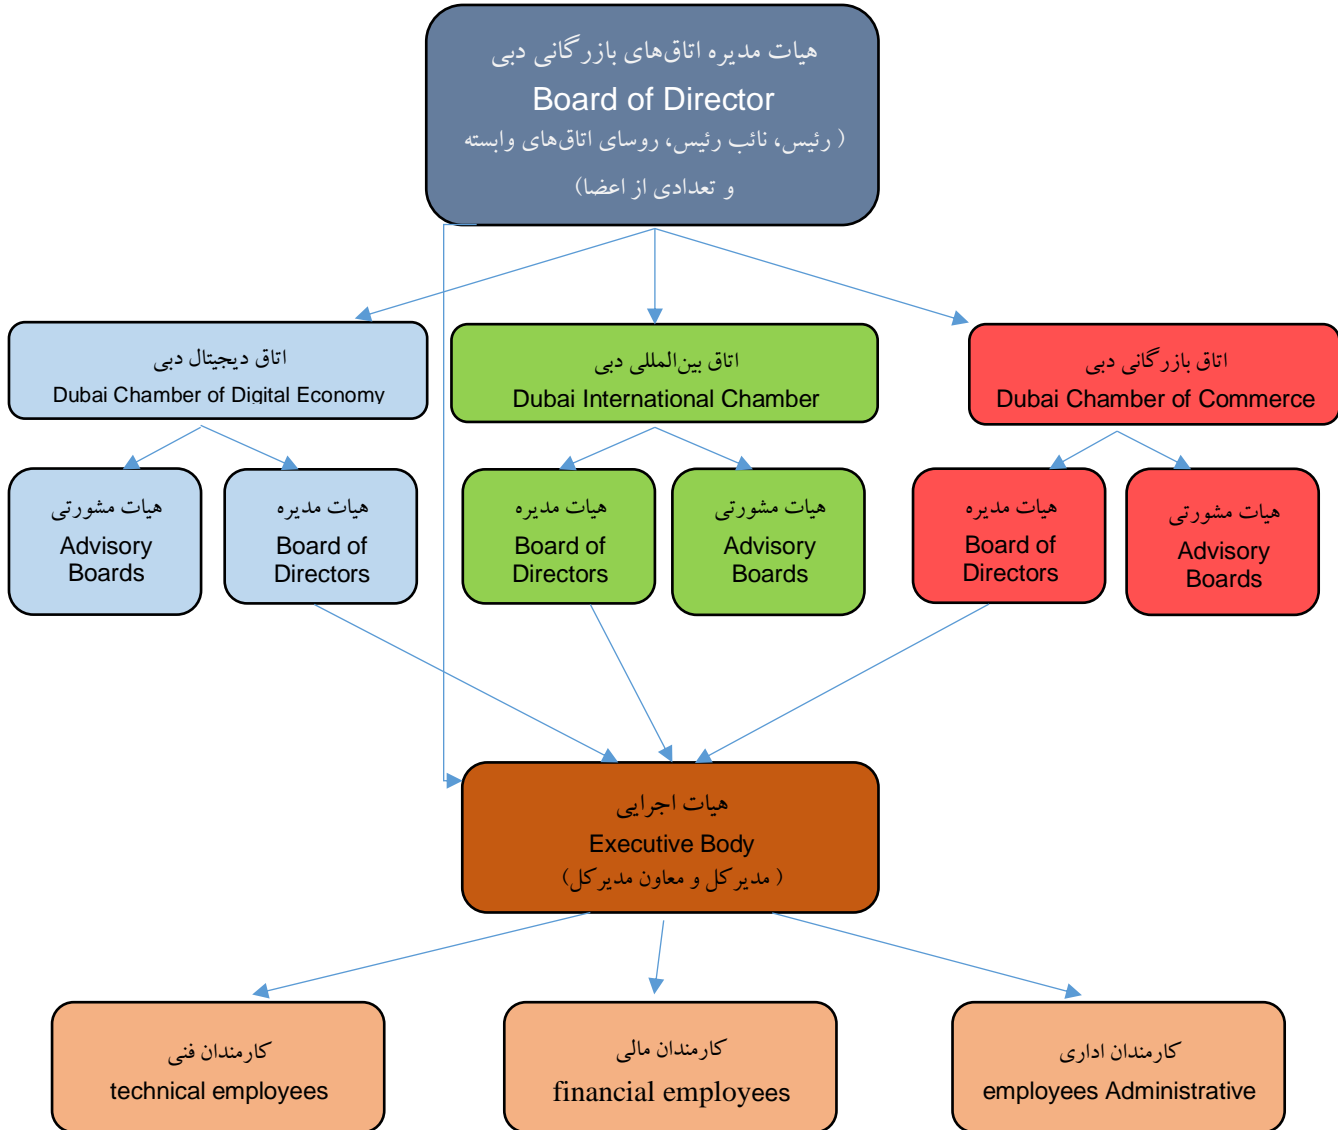 هیات مدیره اتاق‌های بازرگانی دبی
Board of Director
( رئیس، نائب رئیس، روسای اتاق‌های وابسته
و تعدادی از اعضا)
اتاق دیجیتال دبی
Dubai Chamber of Digital Economy
اتاق بین‌المللی دبی
Dubai International Chamber
اتاق بازرگانی دبی
Dubai Chamber of Commerce
هیات مشورتی
Advisory
Boards
هیات مدیره
Board of
Directors
هیات مدیره
Board of
Directors
هیات مشورتی
Advisory
Boards
هیات مدیره
Board of
Directors
هیات مشورتی
Advisory
Boards
هیات اجرایی
Executive Body
( مدیرکل و معاون مدیرکل)
کارمندان فنی
technical employees
کارمندان مالی
financial employees
کارمندان اداری
employees Administrative